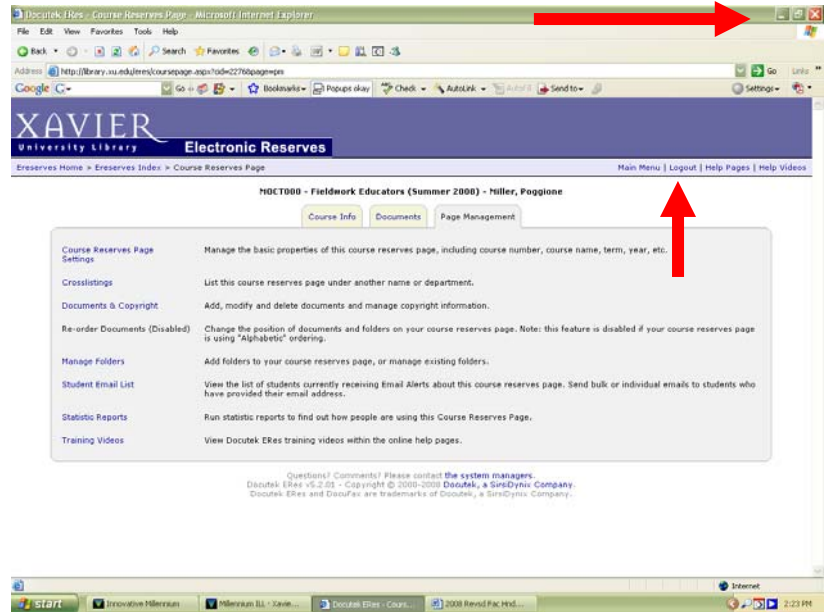 Docutek ERes - Course Reserves Page - Microsoft Internet Explorer
File Edit View Favorites Tools Help
Back Search Favorites
Address http://library.xu.edu/eres/coursepage.aspx?cid=2276&page=pm Go Links
Google Go Bookmarks Popups okay Check AutoLink AutoFill Send to Settings
XAVIER
University Library Electronic Reserves
Ereserves Home > Ereserves Index > Course Reserves Page Main Menu | Logout | Help Pages | Help Videos
MOCT000 - Fieldwork Educators (Summer 2008) - Miller, Poggione
Course Info Documents Page Management
Course Reserves Page Settings Manage the basic properties of this course reserves page, including course number, course name, term, year, etc.
Crosslistings List this course reserves page under another name or department.
Documents & Copyright Add, modify and delete documents and manage copyright information.
Re-order Documents (Disabled) Change the position of documents and folders on your course reserves page. Note: this feature is disabled if your course reserves page
is using "Alphabetic" ordering.
Manage Folders Add folders to your course reserves page, or manage existing folders.
Student Email List View the list of students currently receiving Email Alerts about this course reserves page. Send bulk or individual emails to students who
have provided their email address.
Statistic Reports Run statistic reports to find out how people are using this Course Reserves Page.
Training Videos View Docutek ERes training videos within the online help pages.
Questions? Comments? Please contact the system managers.
Docutek ERes v5.2.01 - Copyright © 2000-2008 Docutek, a SirsiDynix Company.
Docutek ERes and DocuFax are trademarks of Docutek, a SirsiDynix Company.
Internet
start Innovative Millennium Millennium ILL - Xavie... Docutek ERes - Cours... 2008 Revsd Fac Hnd... 2:23 PM